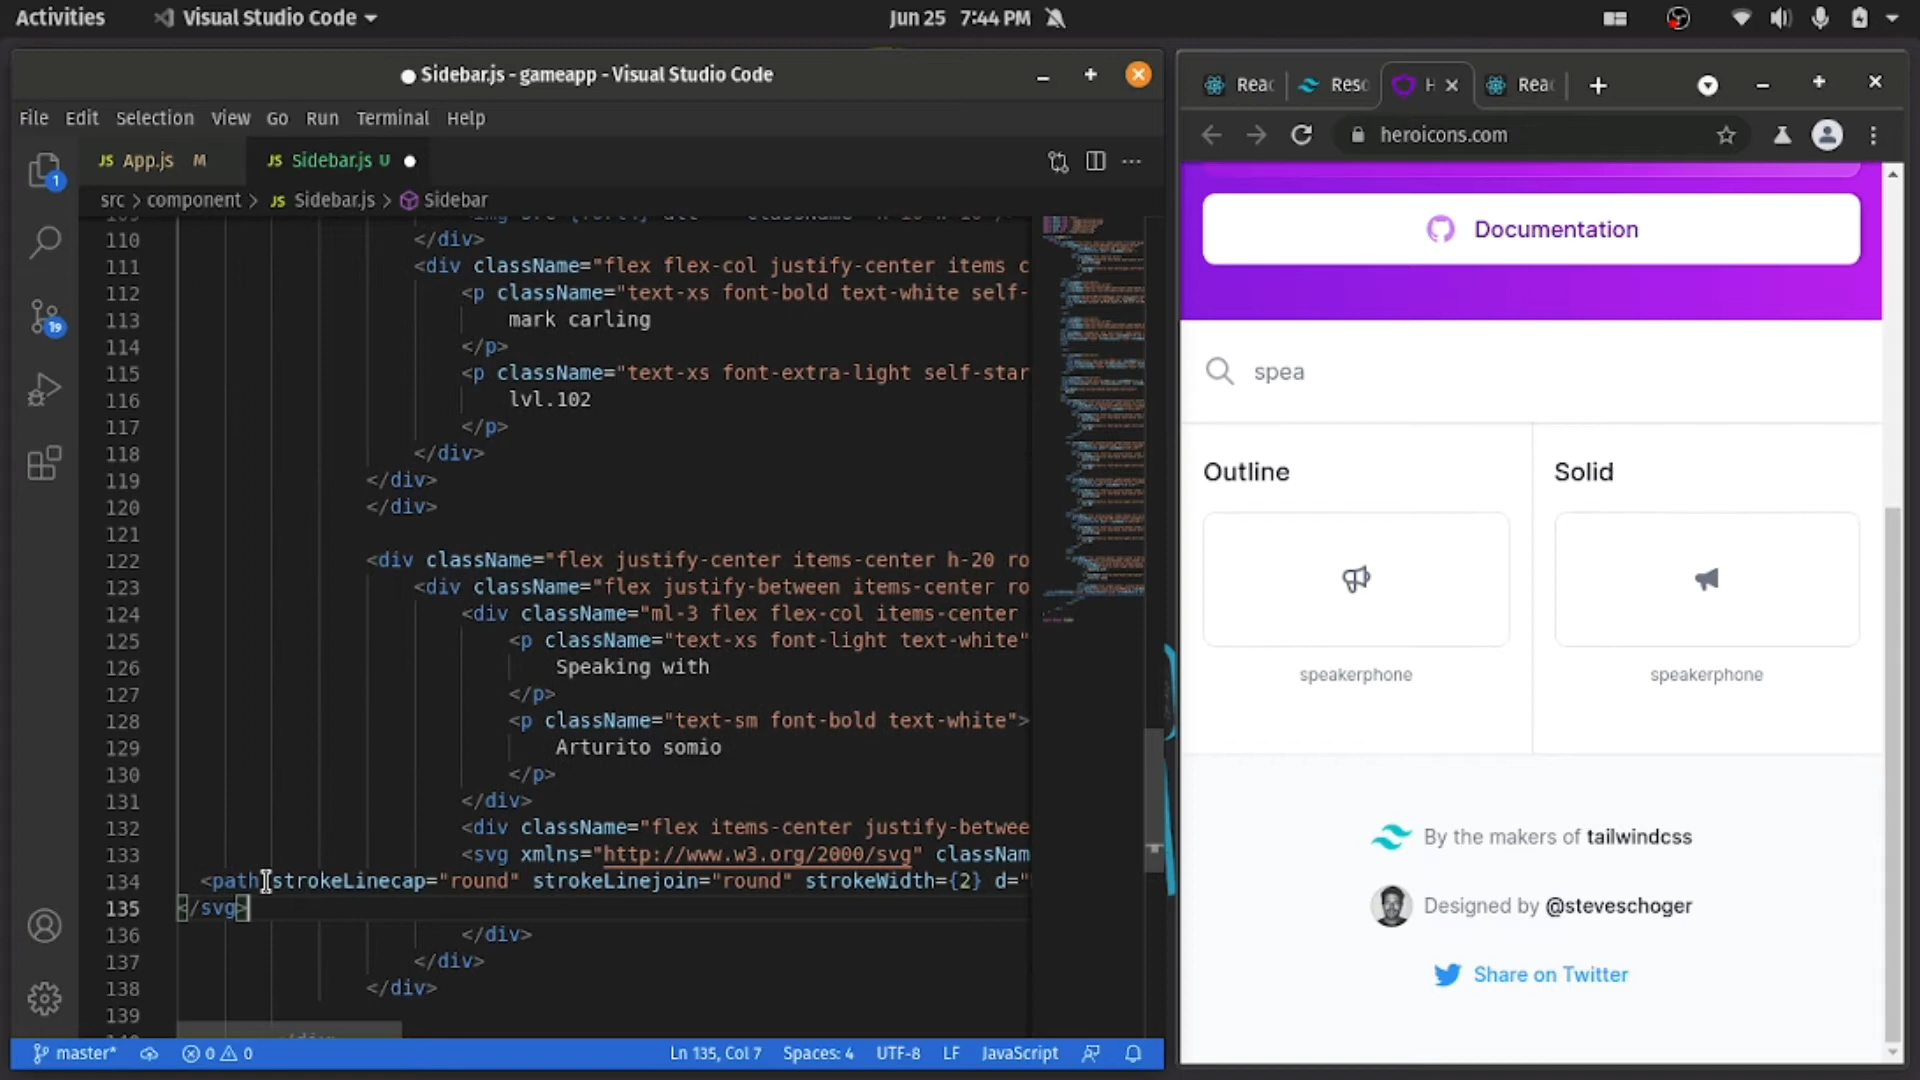 Activities
Visual Studio Code
Jun 25 7:44 PM
Sidebar.js - gameapp - Visual Studio Code
File Edit Selection View Go Run Terminal Help
JS App.js M
JS Sidebar.js U
src > component > JS Sidebar.js > Sidebar
110 </div>
111 <div className="flex flex-col justify-center items c
112 <p className="text-xs font-bold text-white self-
113 mark carling
114 </p>
115 <p className="text-xs font-extra-light self-star
116 lvl.102
117 </p>
118 </div>
119 </div>
120 </div>
121
122 <div className="flex justify-center items-center h-20 ro
123 <div className="flex justify-between items-center ro
124 <div className="ml-3 flex flex-col items-center
125 <p className="text-xs font-light text-white"
126 Speaking with
127 </p>
128 <p className="text-sm font-bold text-white">
129 Arturito somio
130 </p>
131 </div>
132 <div className="flex items-center justify-betwee
133 <svg xmlns="http://www.w3.org/2000/svg" classNam
134 <path strokeLinecap="round" strokeLinejoin="round" strokeWidth={2} d="
135 </svg>
136 </div>
137 </div>
138 </div>
139
1
19
master* 0 0
Ln 135, Col 7 Spaces: 4 UTF-8 LF JavaScript
Reac
Reso
H
Reac
heroicons.com
Documentation
spea
Outline
Solid
speakerphone
speakerphone
By the makers of tailwindcss
Designed by @steveschoger
Share on Twitter